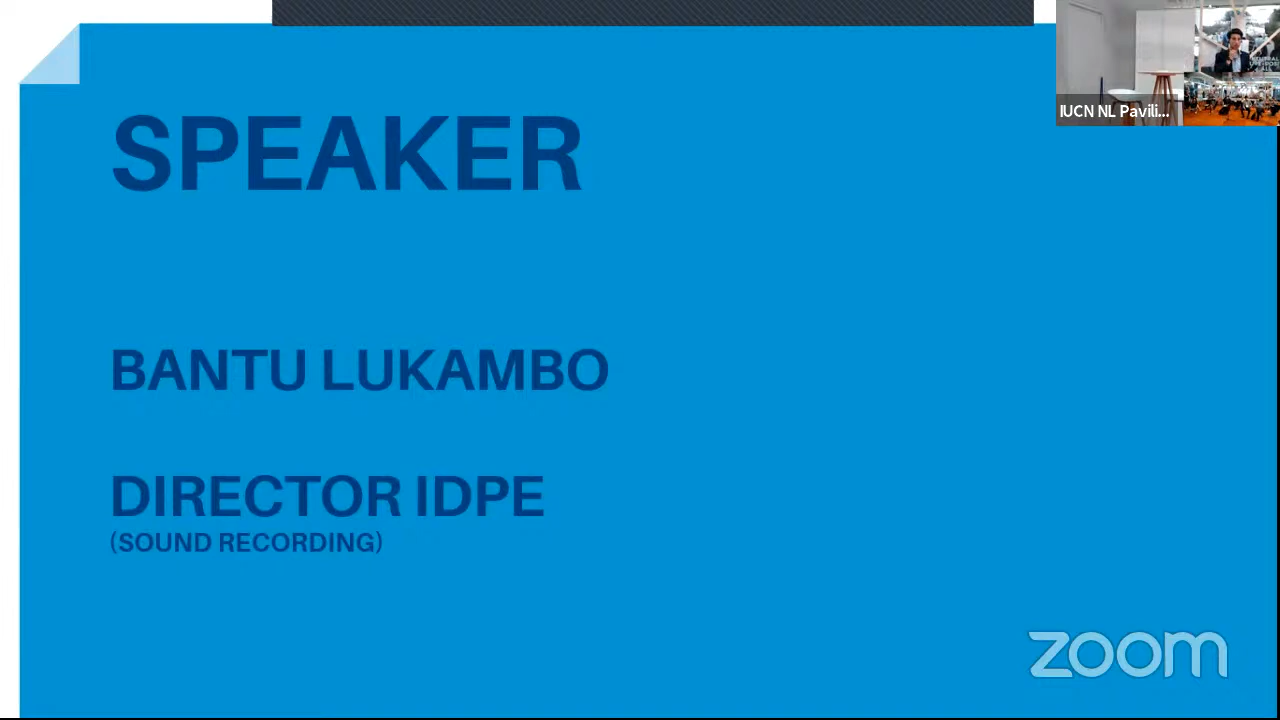 SPEAKER
IUCN NL Pavili...
BANTU LUKAMBO
DIRECTOR IDPE
(SOUND RECORDING)
zoom